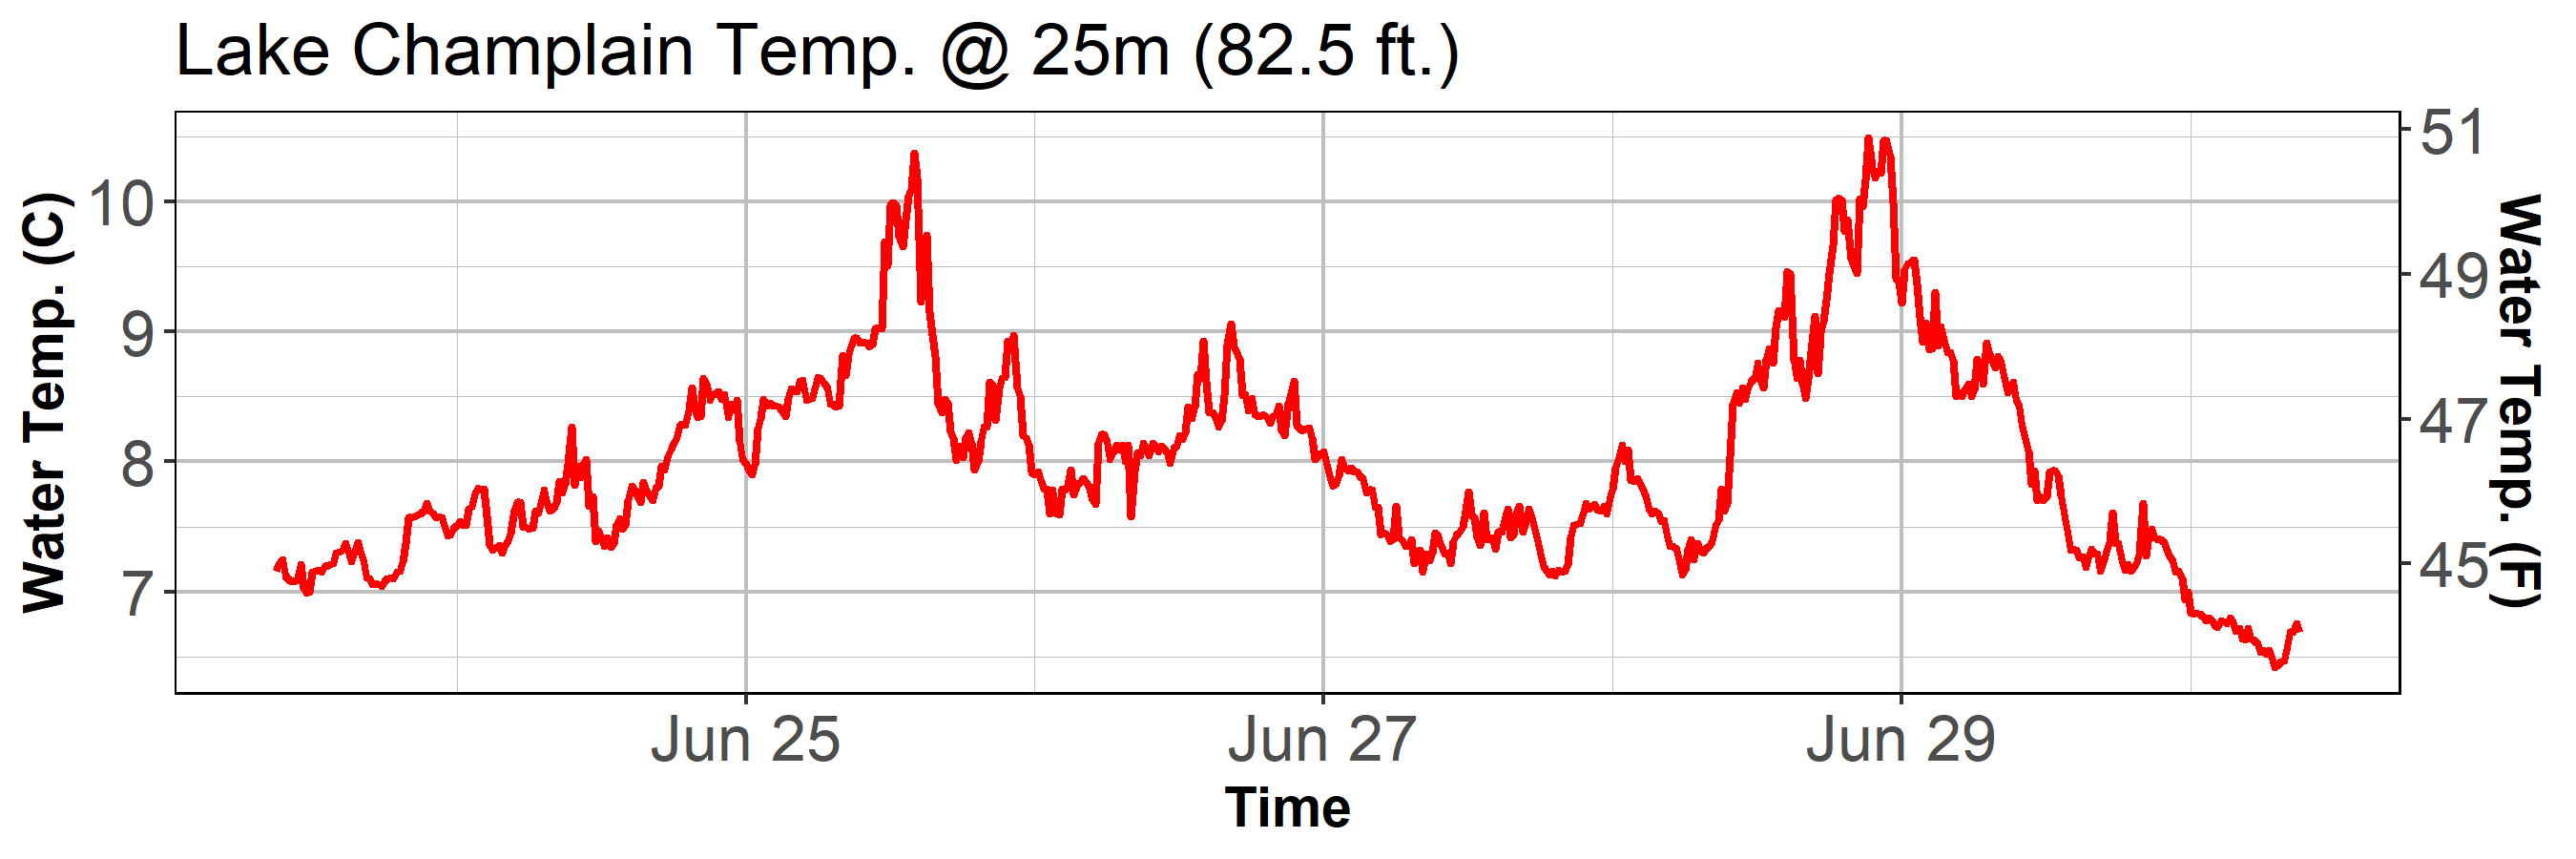 Lake Champlain Temp. @ 25m (82.5 ft.)
Water Temp. (C)
10
9
8
7
51
49
47
45
Water Temp. (F)
Jun 25
Jun 27
Jun 29
Time